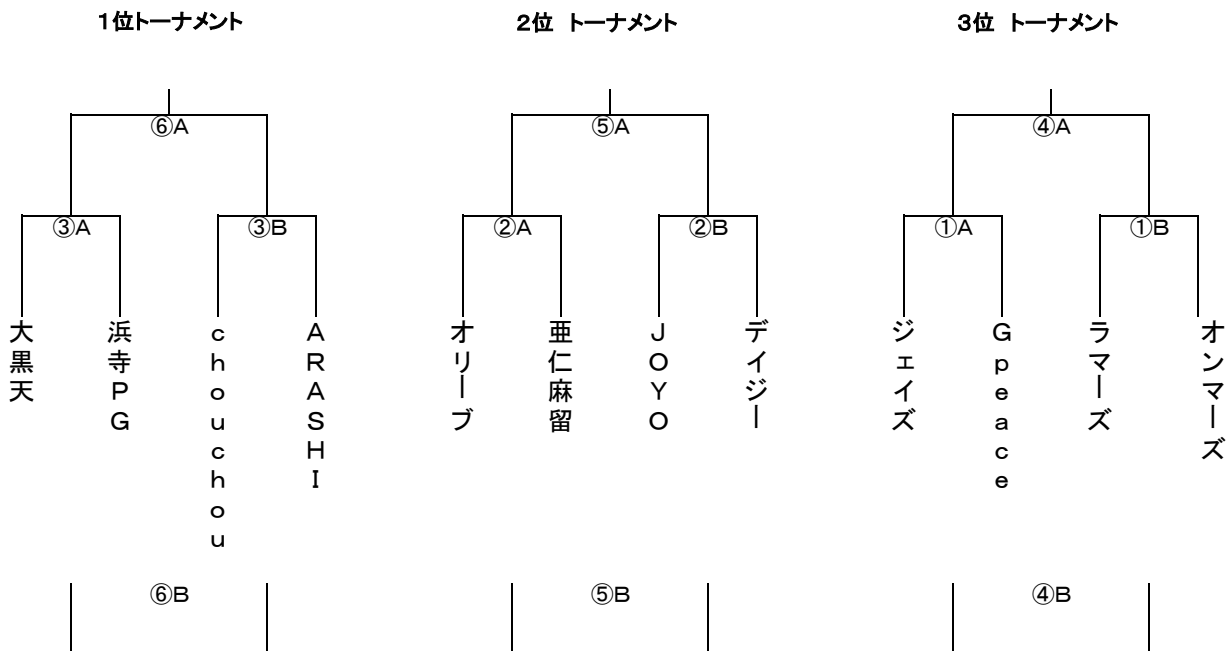 1位トーナメント
2位 トーナメント
3位 トーナメント
⑥A
⑤A
④A
③A
③B
②A
②B
①A
①B
大黒天
浜寺PG
chouchou
ARASHI
オリーブ
亜仁麻留
JOYO
デイジー
ジェイズ
Gpeace
ラマーズ
オンマーズ
⑥B
⑤B
④B